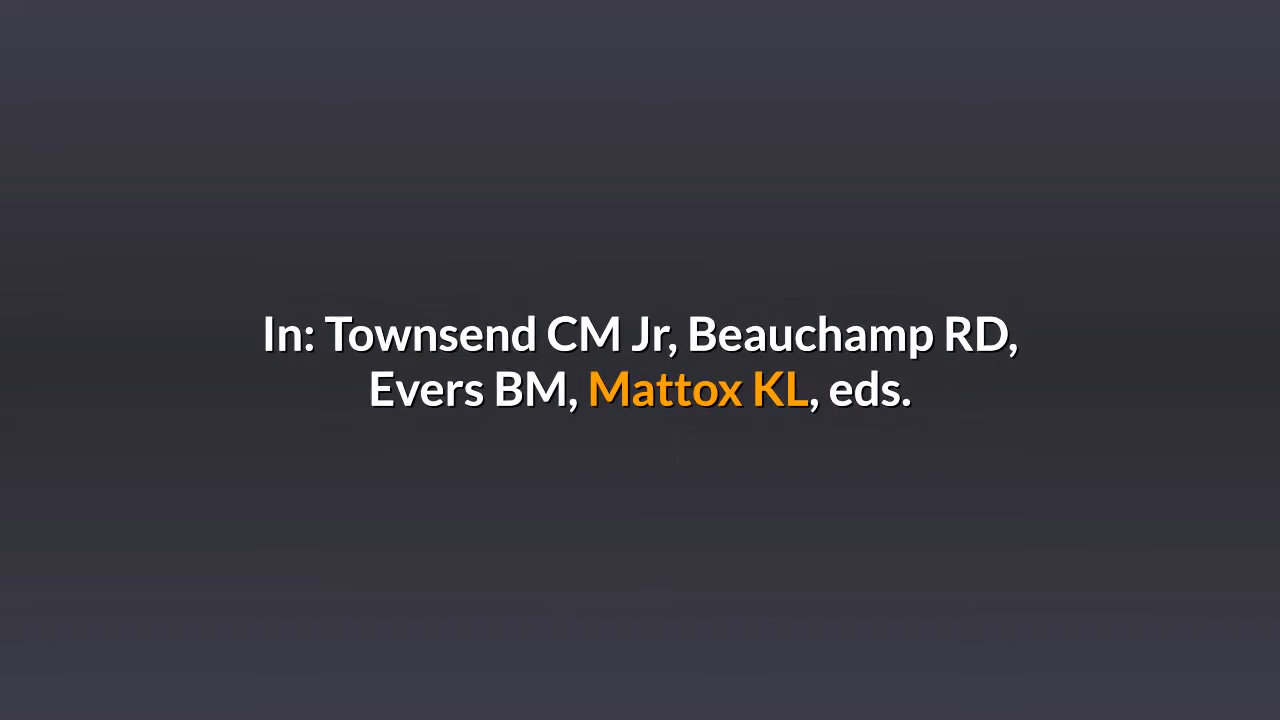 In: Townsend CM Jr, Beauchamp RD,
Evers BM, Mattox KL, eds.